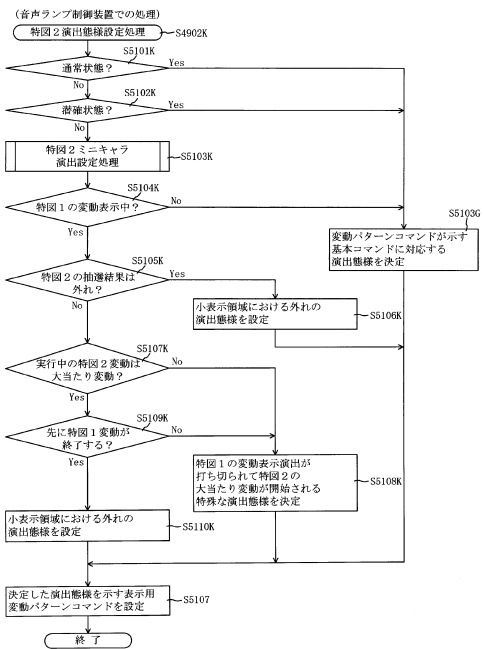 (音声ランプ制御装置での処理)
特図2演出態様設定処理
S4902K
S5101K
通常状態?
Yes
No
S5102K
潜確状態?
Yes
No
特図2ミニキャラ
演出設定処理
S5103K
S5104K
特図1の変動表示中?
No
Yes
S5103G
変動パターンコマンドが示す
基本コマンドに対応する
演出態様を決定
S5105K
特図2の抽選結果は
外れ?
Yes
No
小表示領域における外れの
演出態様を設定
S5106K
S5107K
実行中の特図2変動は
大当たり変動?
No
Yes
S5109K
先に特図1変動が
終了する?
No
Yes
特図1の変動表示演出が
打ち切られて特図2の
大当たり変動が開始される
特殊な演出態様を決定
S5108K
小表示領域における外れの
演出態様を設定
S5110K
決定した演出態様を示す表示用
変動パターンコマンドを設定
S5107
終了